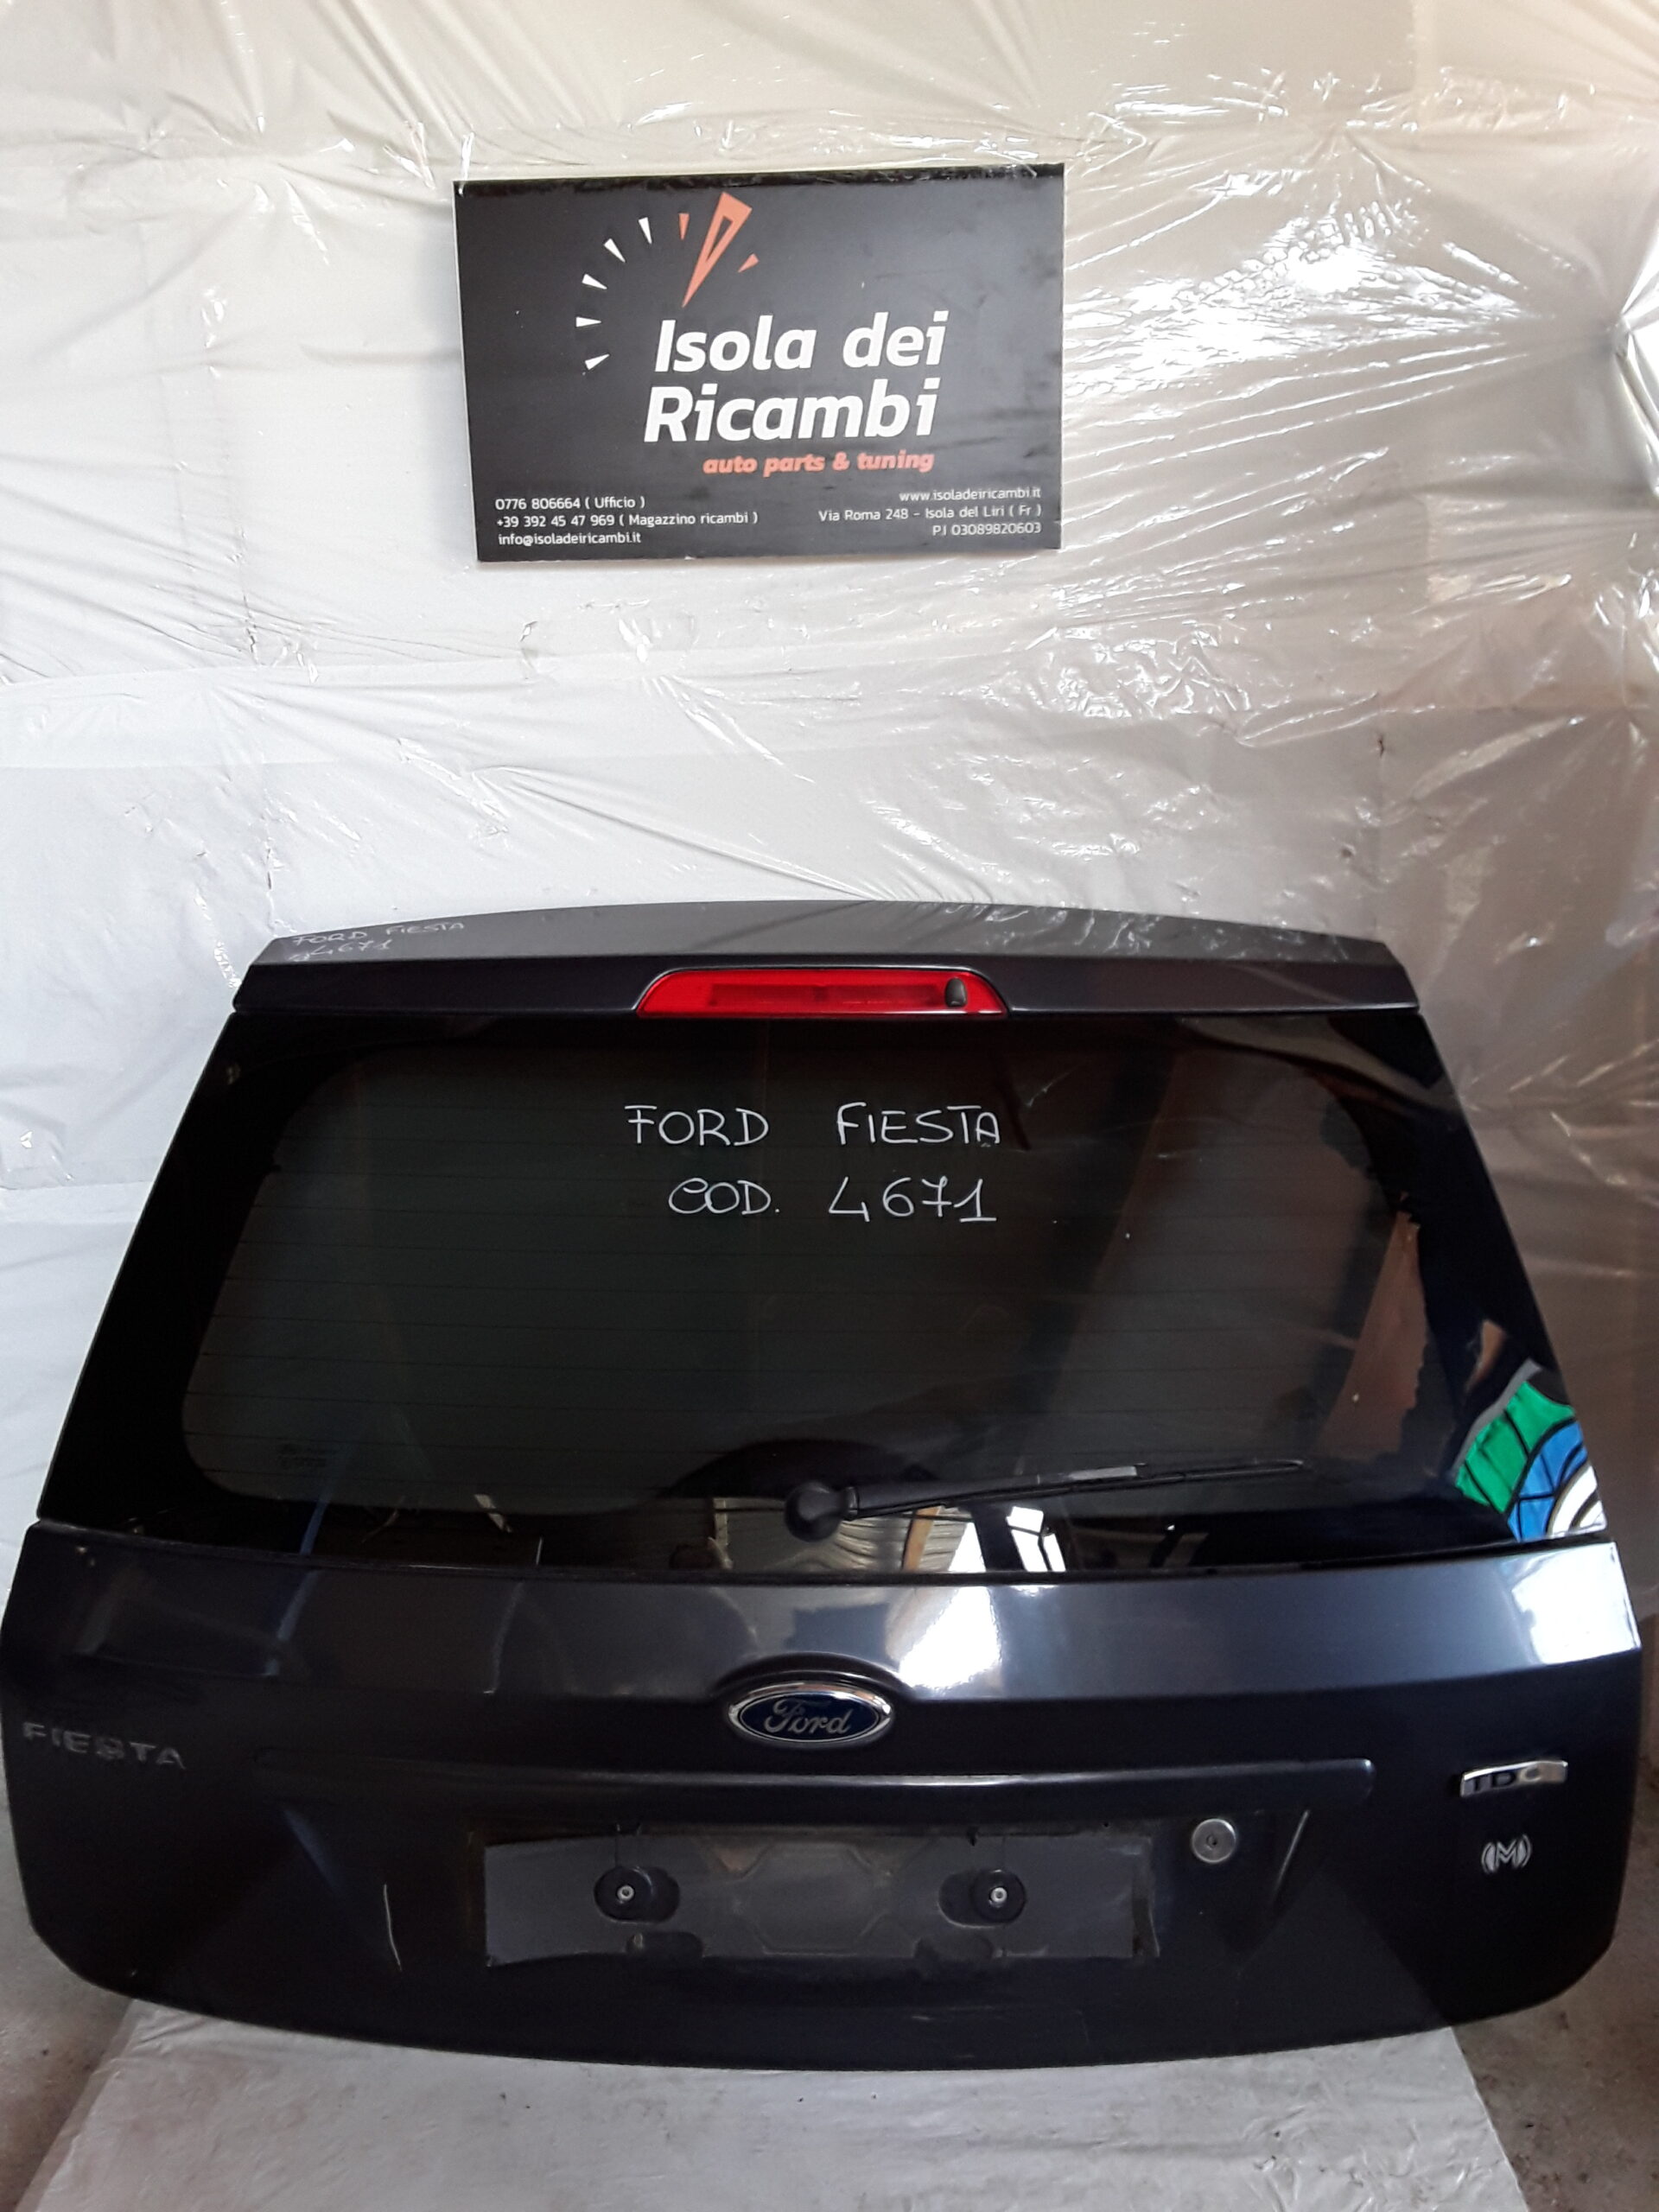 Isola dei
Ricambi
auto parts & tuning
0776 806664 ( Ufficio )
+39 392 45 47 969 ( Magazzino ricambi )
info@isoladeiricambi.it
www.isoladeiricambi.it
Via Roma 248 - Isola del Liri ( Fr )
P.I 03089820603
FORD FIESTA
4671
FORD FIESTA
COD. 4671
Ford
FIESTA
(M)